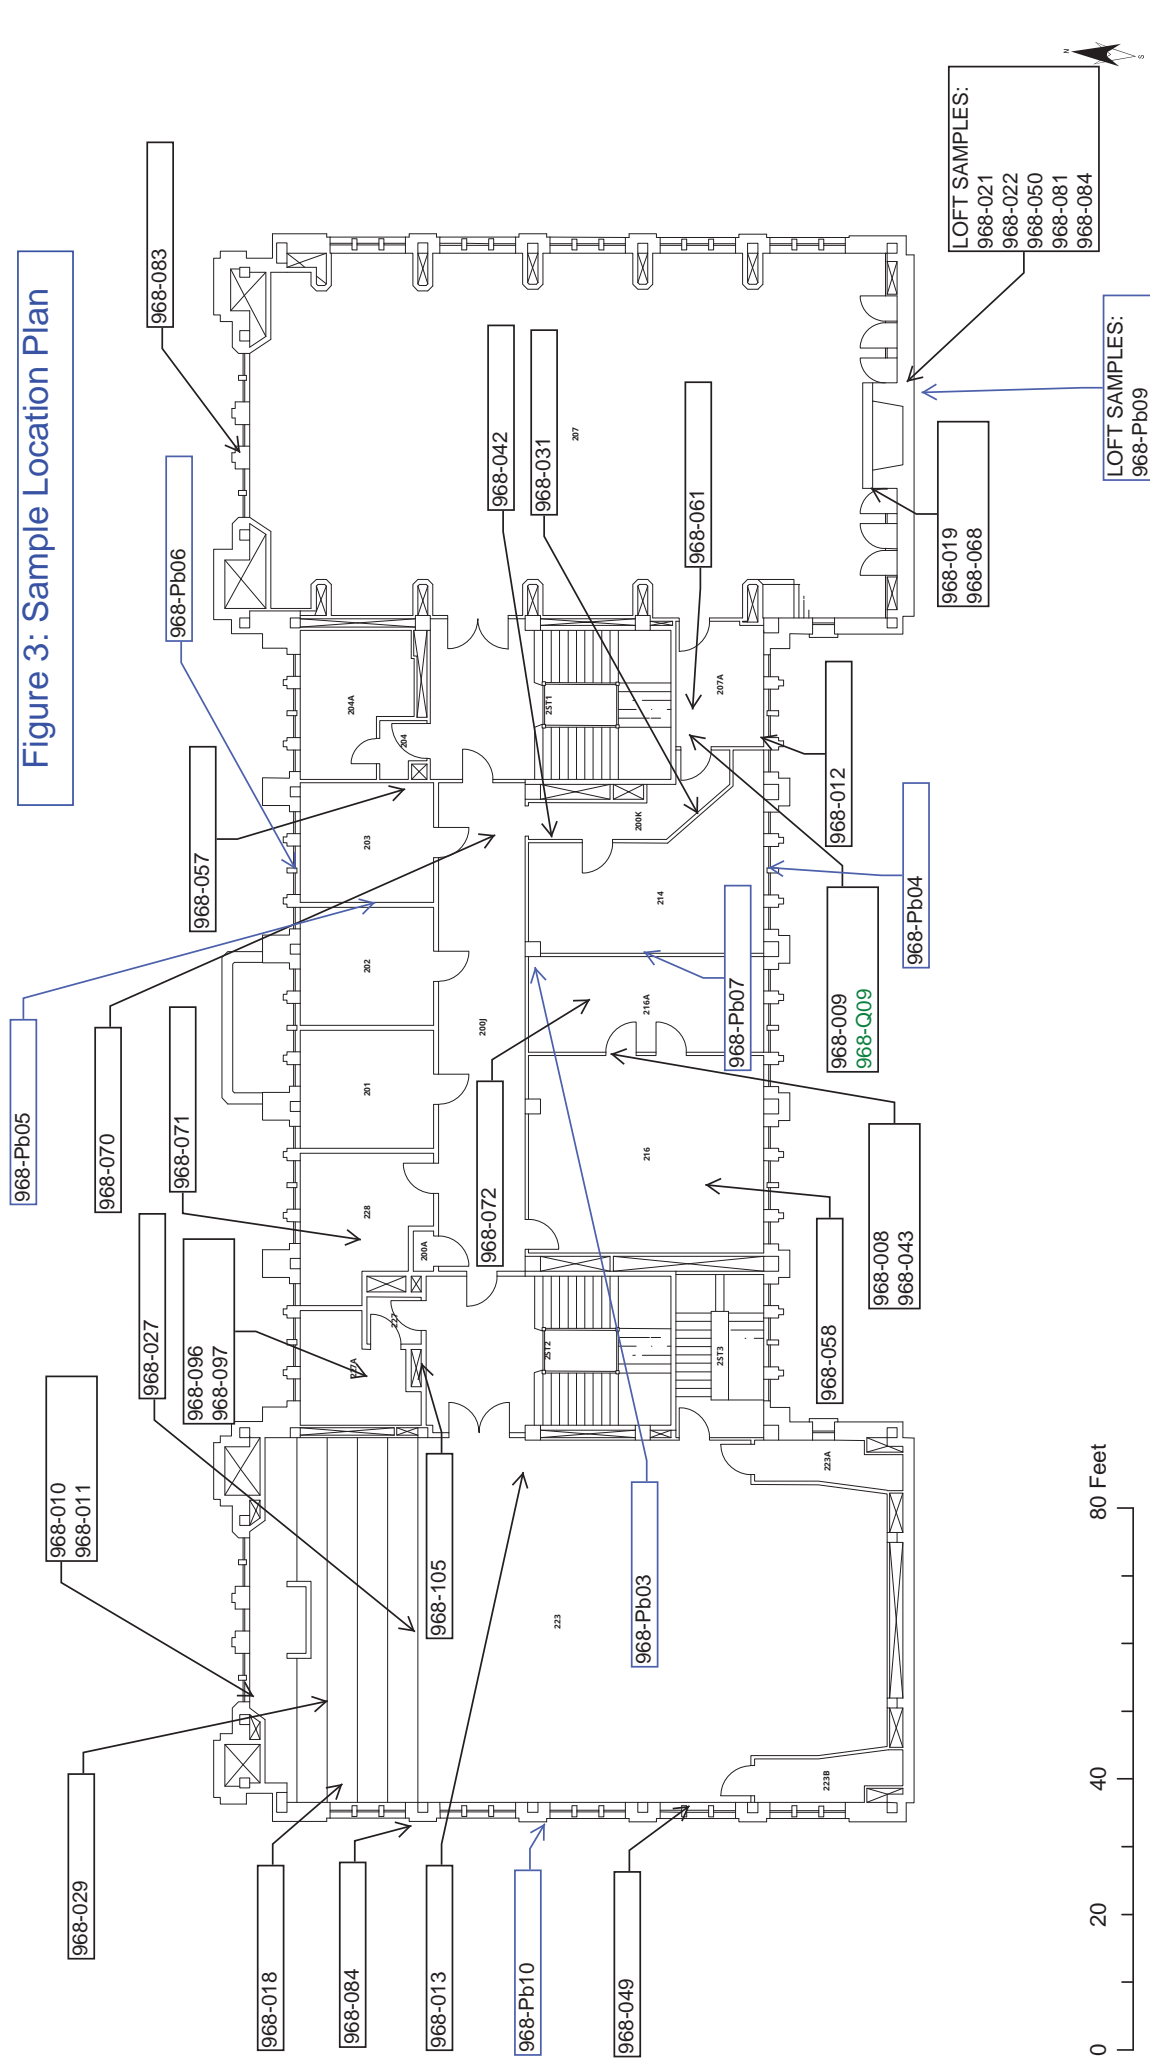 Figure 3: Sample Location Plan
968-029
968-010
968-011
968-027
968-096
968-097
968-071
968-070
968-Pb05
968-057
968-Pb06
968-083
968-018
968-084
968-013
968-Pb10
968-049
968-105
968-Pb03
968-072
968-042
968-031
968-061
968-058
968-008
968-043
968-Pb07
968-009
968-Q09
968-Pb04
968-012
968-019
968-068
LOFT SAMPLES:
968-021
968-022
968-050
968-081
968-084
LOFT SAMPLES:
968-Pb09
227A
227
228
200A
201
202
203
204
204A
200J
207
223
223A
223B
2ST2
2ST3
216
216A
214
200K
2ST1
207A
N
S
0
20
40
80 Feet